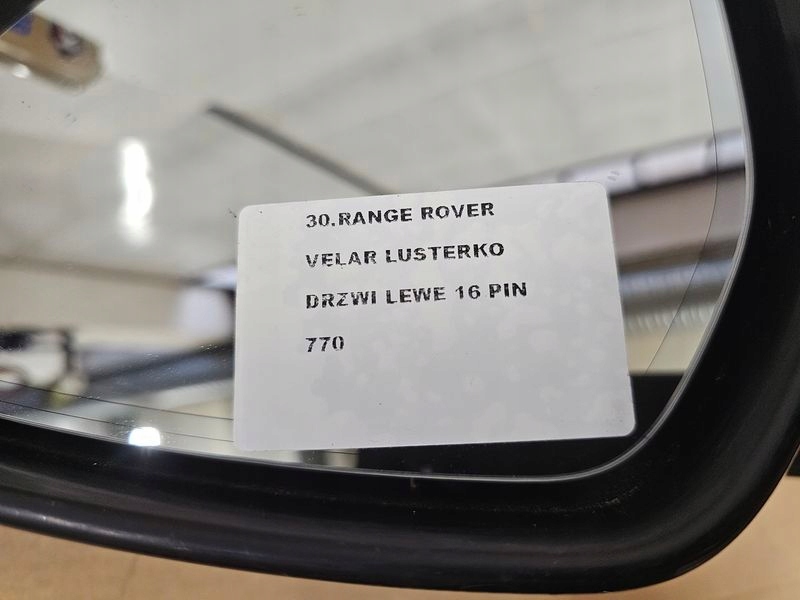 30.RANGE ROVER
VELAR LUSTERKO
DRZWI LEWE 16 PIN
770